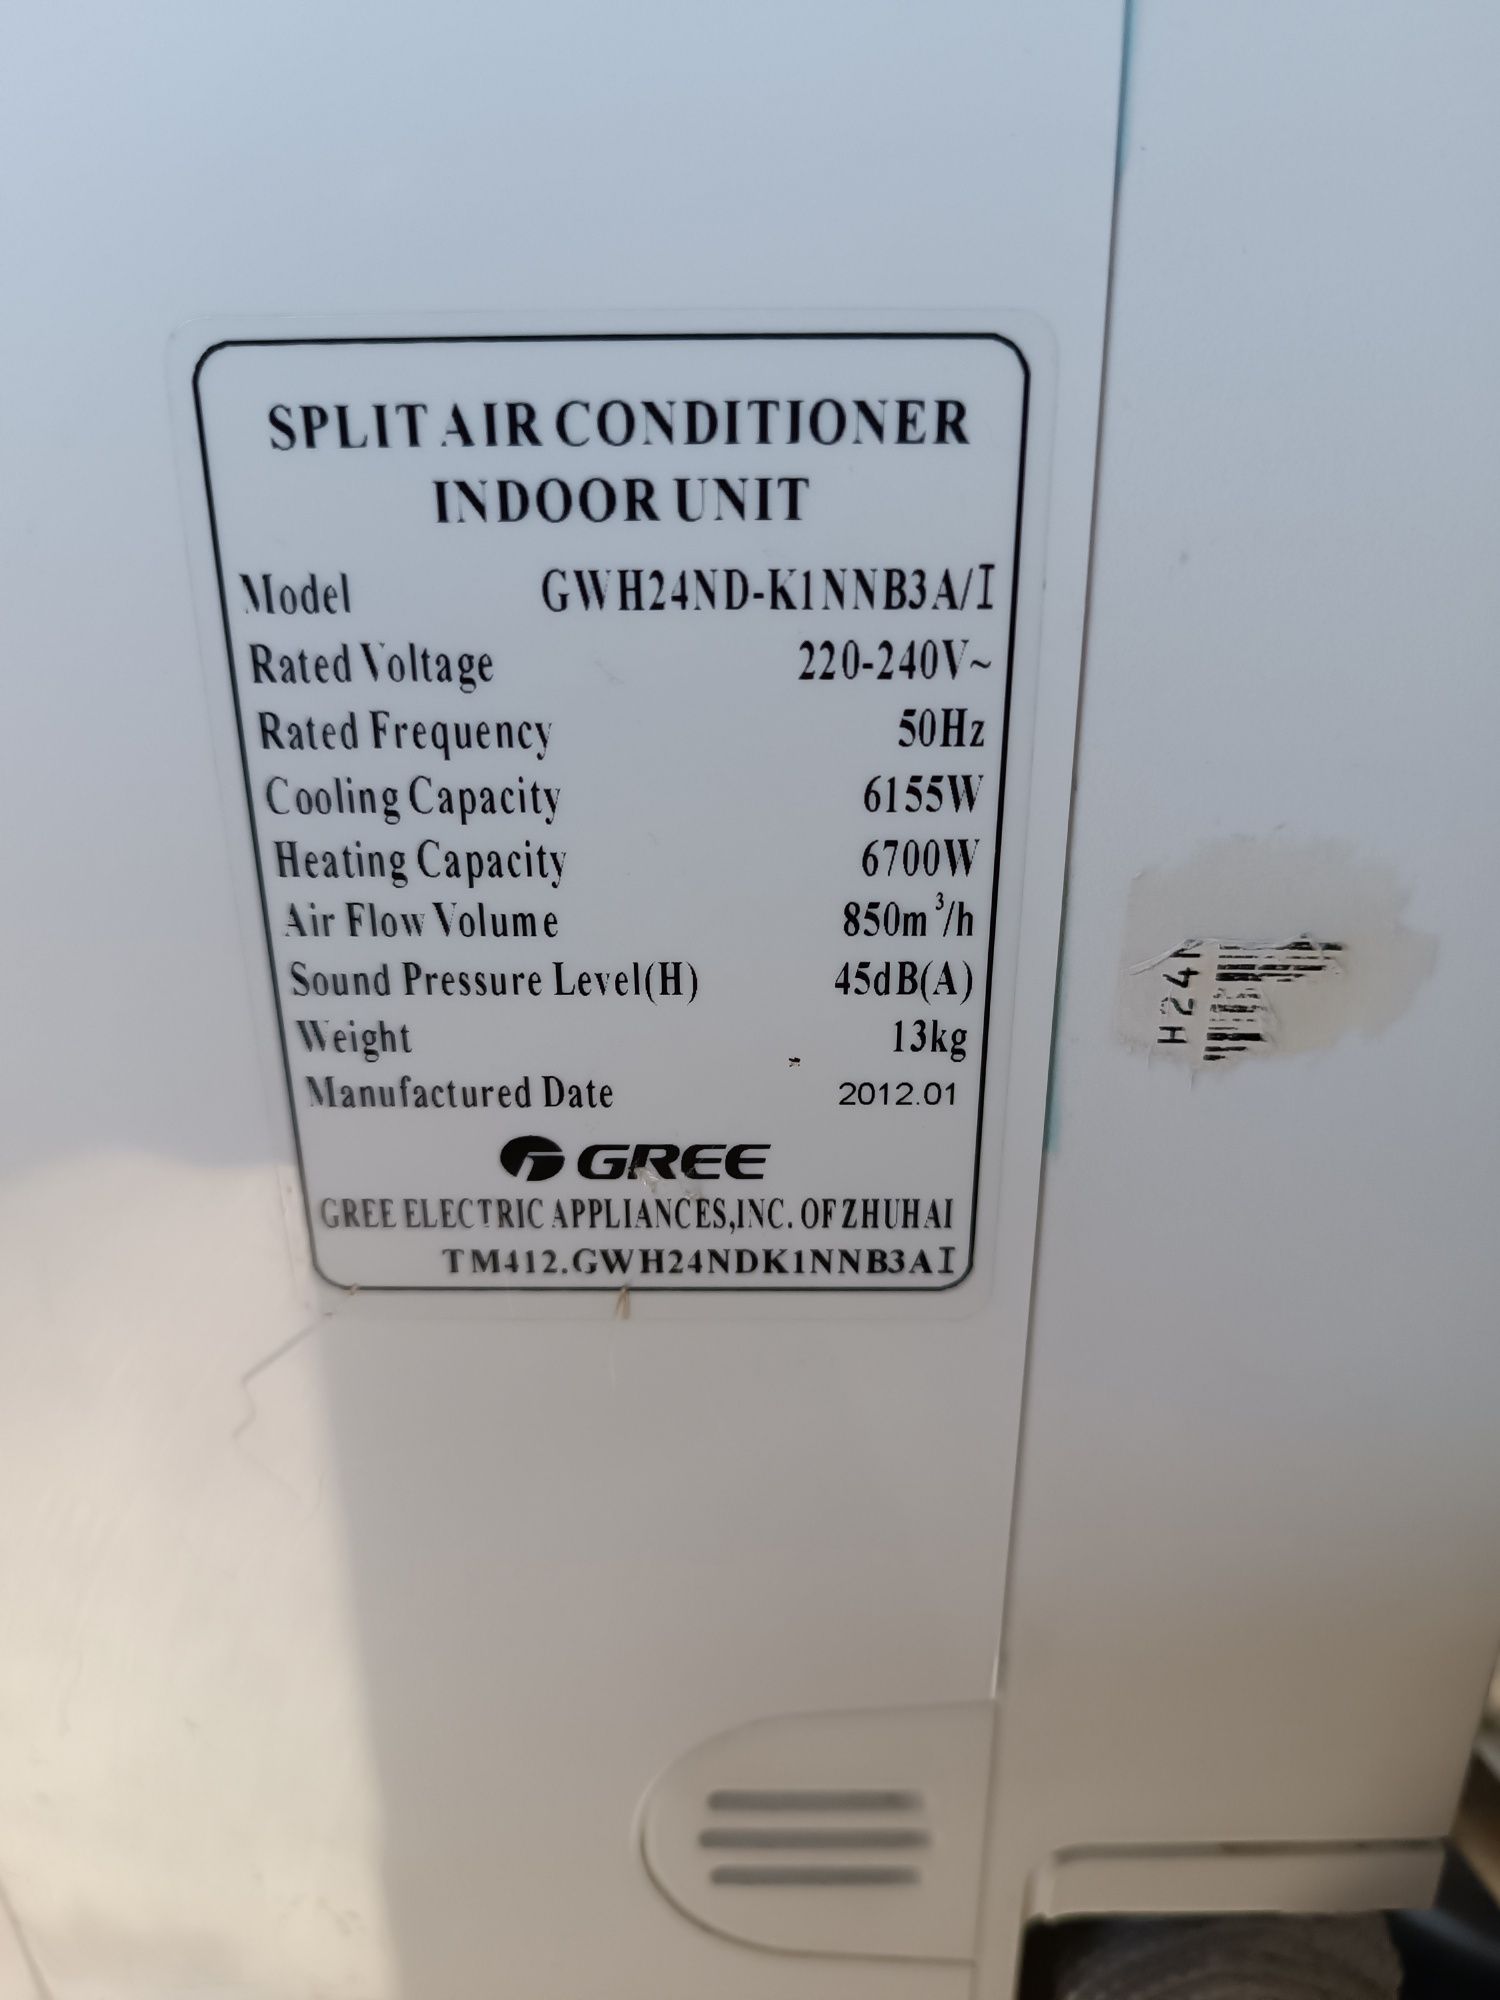 SPLIT AIR CONDITIONER
INDOOR UNIT
Model GWH24ND-K1NNB3A/I
Rated Voltage 220-240V~
Rated Frequency 50Hz
Cooling Capacity 6155W
Heating Capacity 6700W
Air Flow Volume 850m³/h
Sound Pressure Level(H) 45dB(A)
Weight 13kg
Manufactured Date 2012.01
GREE
GREE ELECTRIC APPLIANCES,INC. OF ZHUHAI
TM412.GWH24NDK1NNB3AI
H24